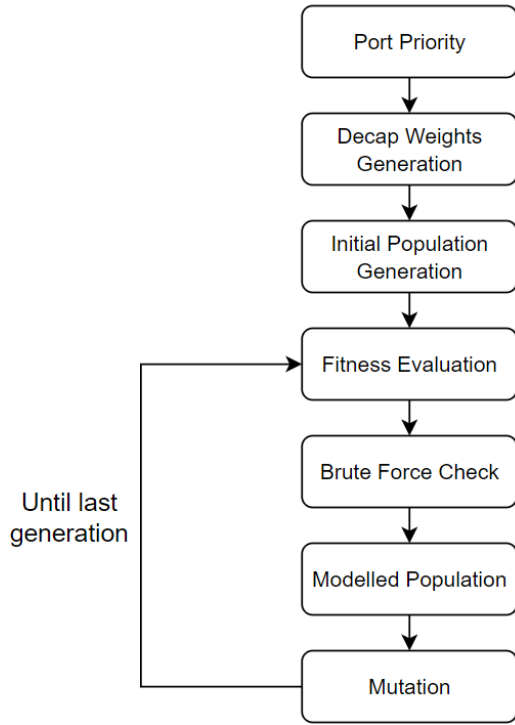 Port Priority
Decap Weights
Generation
Initial Population
Generation
Fitness Evaluation
Brute Force Check
Until last
generation
Modelled Population
Mutation